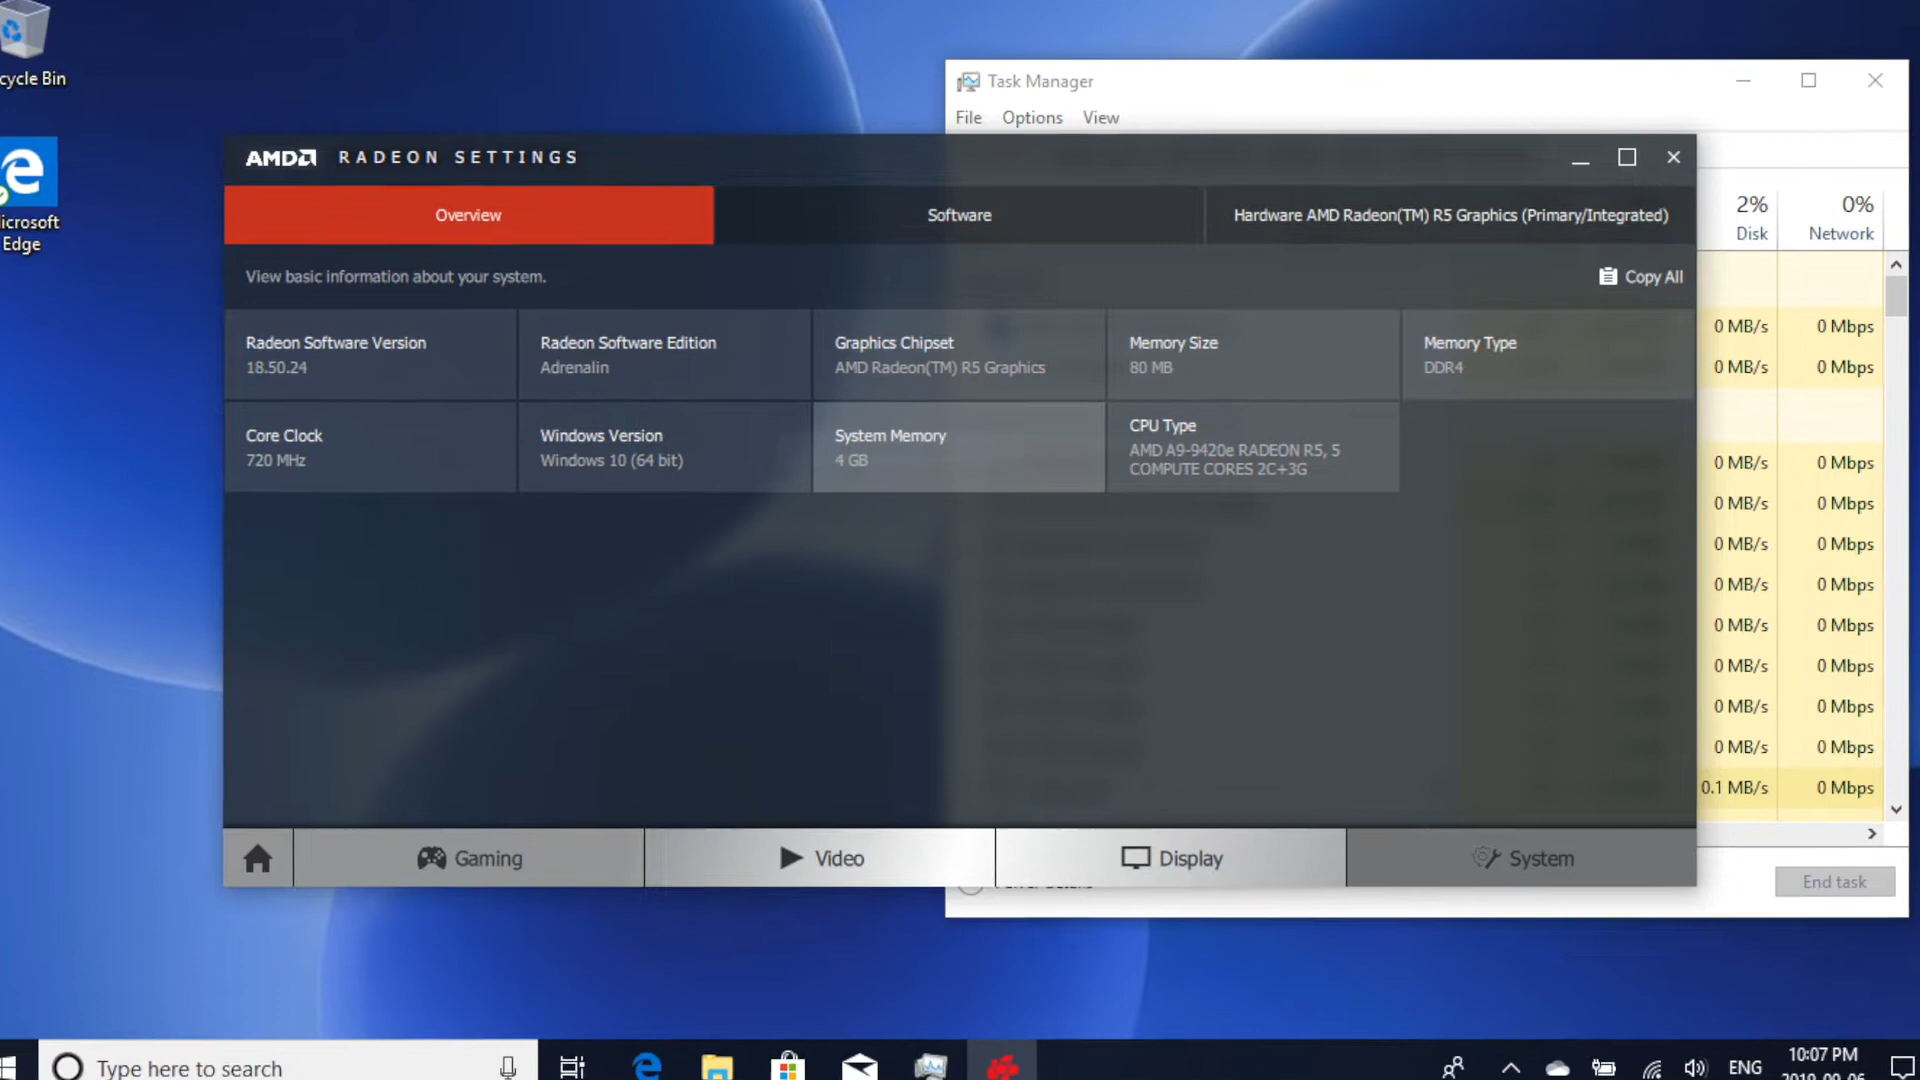 cycle Bin
icrosoft
Edge
Task Manager
File Options View
AMD RADEON SETTINGS
Overview
Software
Hardware AMD Radeon(TM) R5 Graphics (Primary/Integrated)
View basic information about your system.
Copy All
Radeon Software Version
18.50.24
Radeon Software Edition
Adrenalin
Graphics Chipset
AMD Radeon(TM) R5 Graphics
Memory Size
80 MB
Memory Type
DDR4
Core Clock
720 MHz
Windows Version
Windows 10 (64 bit)
System Memory
4 GB
CPU Type
AMD A9-9420e RADEON R5, 5
COMPUTE CORES 2C+3G
Gaming
Video
Display
System
2% 0%
Disk Network
0 MB/s 0 Mbps
0 MB/s 0 Mbps
0 MB/s 0 Mbps
0 MB/s 0 Mbps
0 MB/s 0 Mbps
0 MB/s 0 Mbps
0 MB/s 0 Mbps
0 MB/s 0 Mbps
0 MB/s 0 Mbps
0 MB/s 0 Mbps
0.1 MB/s 0 Mbps
End task
Type here to search
ENG
10:07 PM
2019-09-06